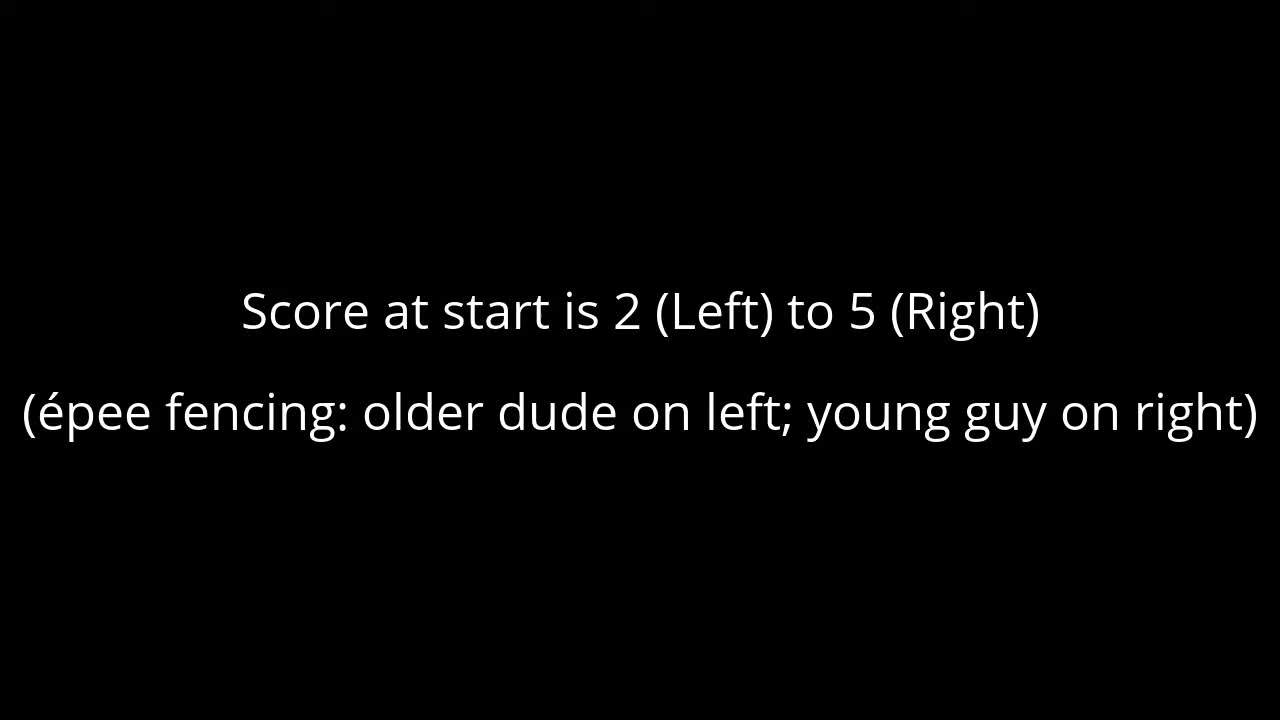 Score at start is 2 (Left) to 5 (Right)
(épee fencing: older dude on left; young guy on right)